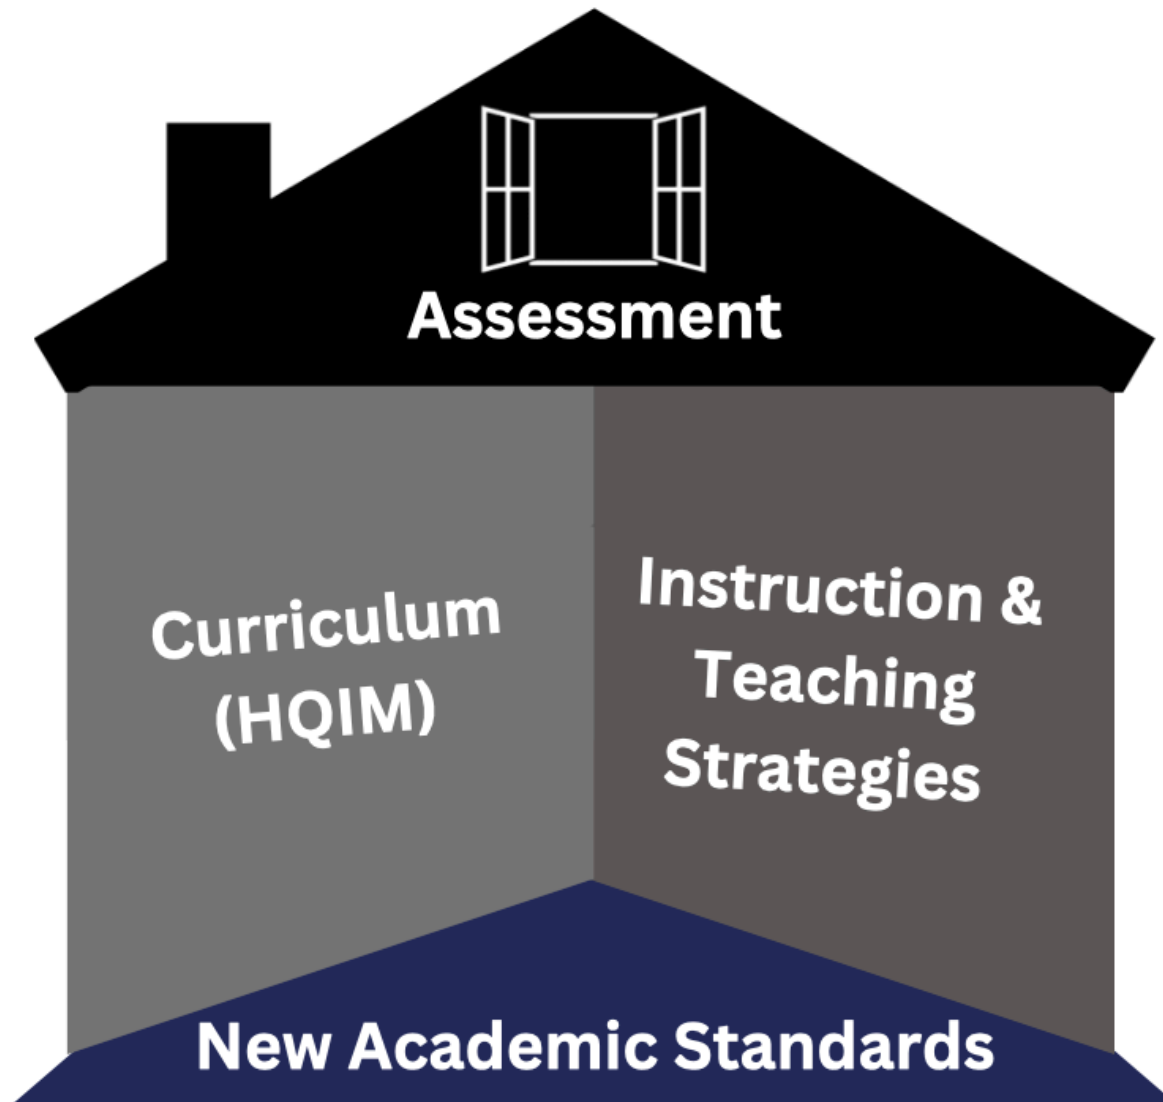 Assessment
Curriculum
(HQIM)
Instruction &
Teaching
Strategies
New Academic Standards